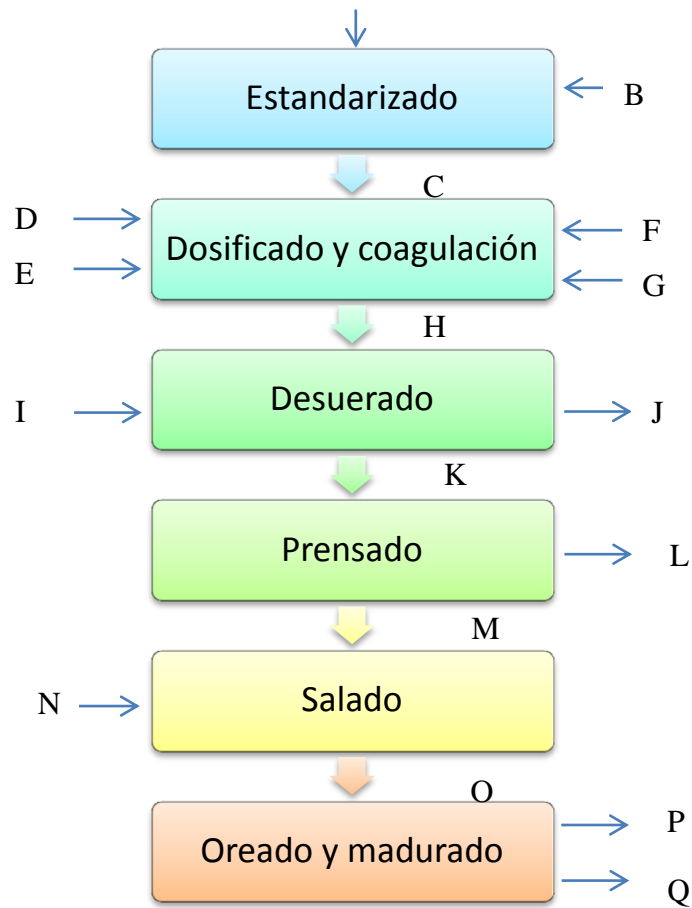 Estandarizado
B
C
D
Dosificado y coagulación
F
E
G
H
Desuerado
I
J
K
Prensado
L
M
Salado
N
O
Oreado y madurado
P
Q